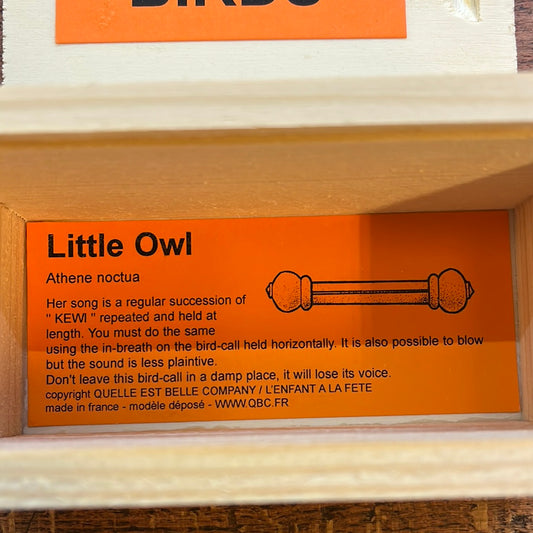 BIRDS
Little Owl
Athene noctua
Her song is a regular succession of
" KEWI " repeated and held at
length. You must do the same
using the in-breath on the bird-call held horizontally. It is also possible to blow
but the sound is less plaintive.
Don't leave this bird-call in a damp place, it will lose its voice.
copyright QUELLE EST BELLE COMPANY / L'ENFANT A LA FETE
made in france - modèle déposé - WWW.QBC.FR